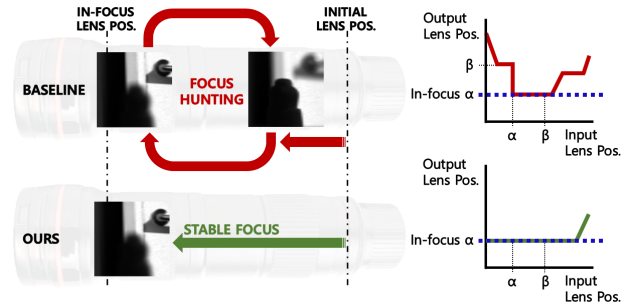 IN-FOCUS
LENS POS.
INITIAL
LENS POS.
BASELINE
FOCUS
HUNTING
Output
Lens Pos.
β
In-focus α
α β Input
Lens Pos.
OURS
STABLE FOCUS
Output
Lens Pos.
In-focus α
α β Input
Lens Pos.